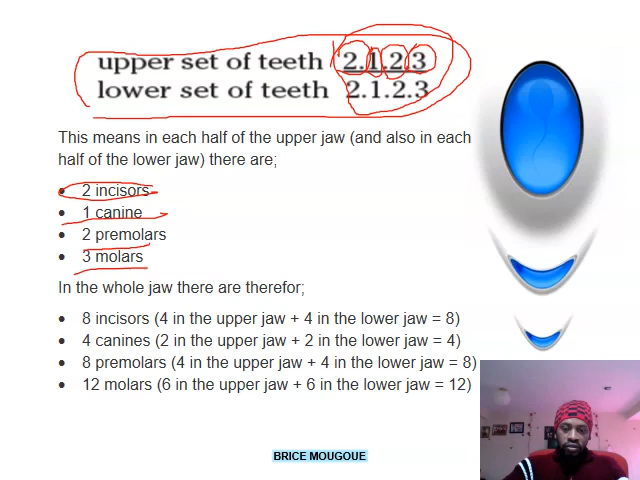 upper set of teeth 2.1.2.3
lower set of teeth 2.1.2.3
This means in each half of the upper jaw (and also in each
half of the lower jaw) there are;
• 2 incisors
• 1 canine
• 2 premolars
• 3 molars
In the whole jaw there are therefor;
• 8 incisors (4 in the upper jaw + 4 in the lower jaw = 8)
• 4 canines (2 in the upper jaw + 2 in the lower jaw = 4)
• 8 premolars (4 in the upper jaw + 4 in the lower jaw = 8)
• 12 molars (6 in the upper jaw + 6 in the lower jaw = 12)
BRICE MOUGOUE